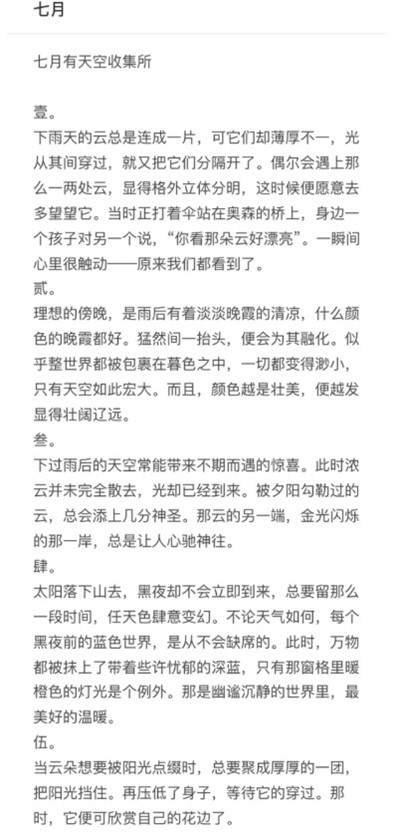 七月
七月有天空收集所
壹。
下雨天的云总是连成一片，可它们却薄厚不一，光
从其间穿过，就又把它们分隔开了。偶尔会遇上那
么一两处云，显得格外立体分明，这时候便愿意去
多望望它。当时正打着伞站在奥森的桥上，身边一
个孩子对另一个说，“你看那朵云好漂亮”。一瞬间
心里很触动——原来我们都看到了。
贰。
理想的傍晚，是雨后有着淡淡晚霞的清凉，什么颜
色的晚霞都好。猛然间一抬头，便会为其融化。似
乎整世界都被包裹在暮色之中，一切都变得渺小，
只有天空如此宏大。而且，颜色越是壮美，便越发
显得壮阔辽远。
叁。
下过雨后的天空常能带来不期而遇的惊喜。此时浓
云并未完全散去，光却已经到来。被夕阳勾勒过的
云，总会添上几分神圣。那云的另一端，金光闪烁
的那一岸，总是让人心驰神往。
肆。
太阳落下山去，黑夜却不会立即到来，总要留那么
一段时间，任天色肆意变幻。不论天气如何，每个
黑夜前的蓝色世界，是从不会缺席的。此时，万物
都被抹上了带着些许忧郁的深蓝，只有那窗格里暖
橙色的灯光是个例外。那是幽谧沉静的世界里，最
美好的温暖。
伍。
当云朵想要被阳光点缀时，总要聚成厚厚的一团，
把阳光挡住。再压低了身子，等待它的穿过。那
时，它便可欣赏自己的花边了。